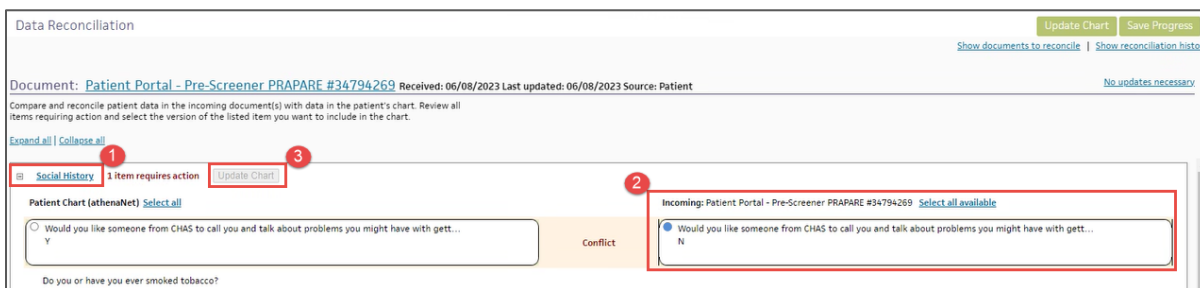 Data Reconciliation
Update Chart Save Progress
Show documents to reconcile | Show reconciliation histo
Document: Patient Portal - Pre-Screener PRAPARE #34794269 Received: 06/08/2023 Last updated: 06/08/2023 Source: Patient
No updates necessary
Compare and reconcile patient data in the incoming document(s) with data in the patient's chart. Review all
items requiring action and select the version of the listed item you want to include in the chart.
Expand all | Collapse all
1
3
Social History 1 item requires action Update Chart
2
Patient Chart (athenaNet) Select all
Incoming: Patient Portal - Pre-Screener PRAPARE #34794269 Select all available
Would you like someone from CHAS to call you and talk about problems you might have with gett...
Y
Conflict
Would you like someone from CHAS to call you and talk about problems you might have with gett...
N
Do you or have you ever smoked tobacco?